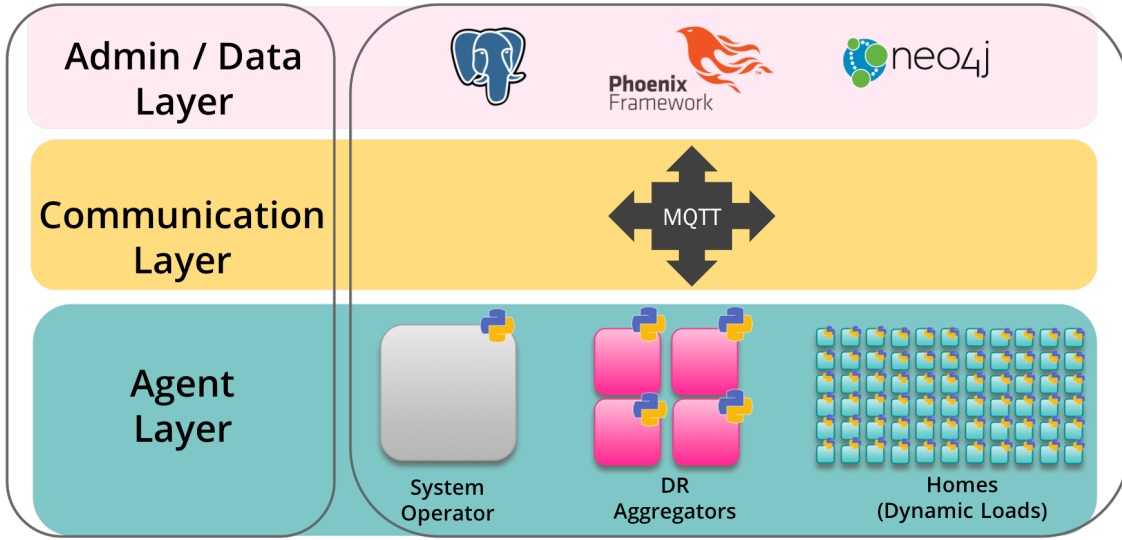 Admin / Data
Layer
Phoenix
Framework
neo4j
Communication
Layer
MQTT
Agent
Layer
System
Operator
DR
Aggregators
Homes
(Dynamic Loads)